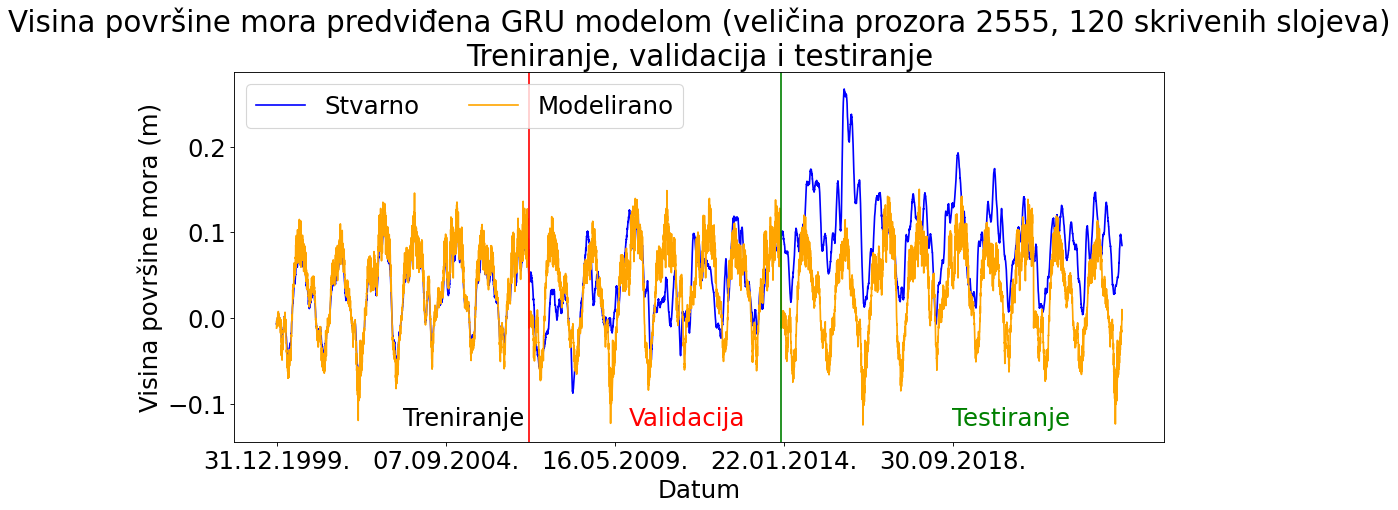 Visina površine mora predviđena GRU modelom (veličina prozora 2555, 120 skrivenih slojeva)
Treniranje, validacija i testiranje
Stvarno
Modelirano
Visina površine mora (m)
0.2
0.1
0.0
−0.1
Treniranje
Validacija
Testiranje
31.12.1999.
07.09.2004.
16.05.2009.
22.01.2014.
30.09.2018.
Datum